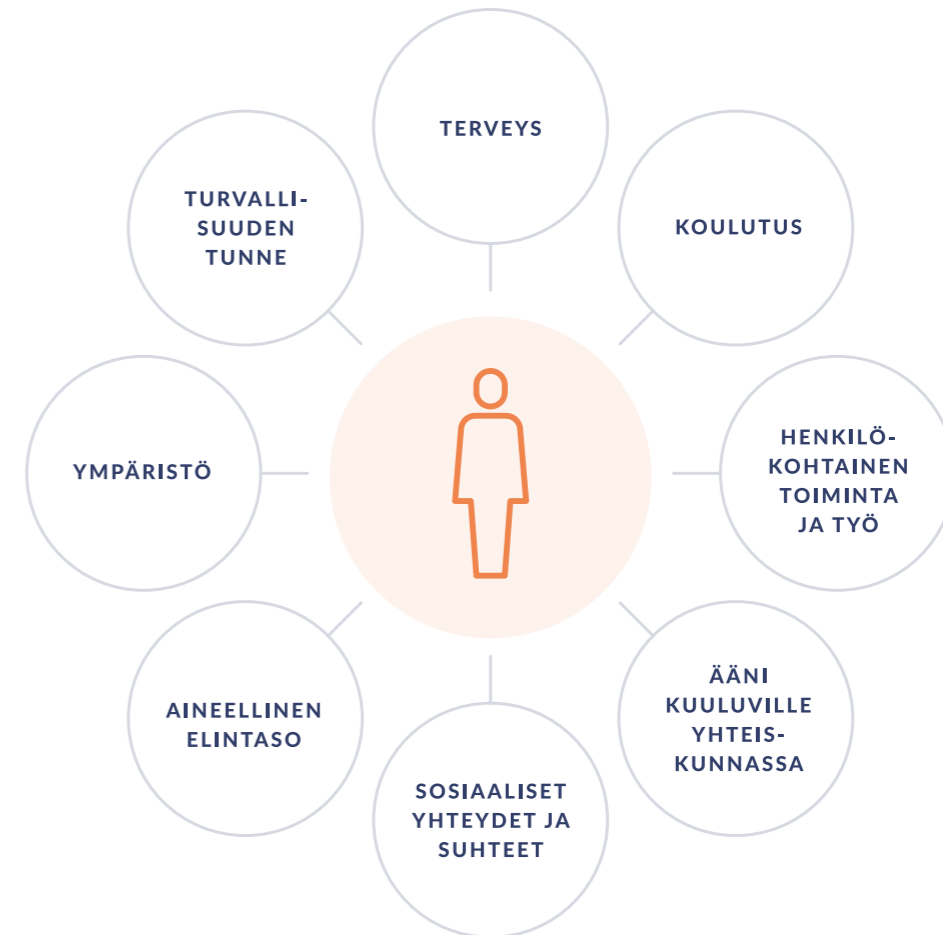 TERVEYS
KOULUTUS
HENKILÖ-
KOHTAINEN
TOIMINTA
JA TYÖ
ÄÄNI
KUULUVILLE
YHTEIS-
KUNNASSA
SOSIAALISET
YHTEYDET JA
SUHTEET
AINEELLINEN
ELINTASO
YMPÄRISTÖ
TURVALLI-
SUUDEN
TUNNE